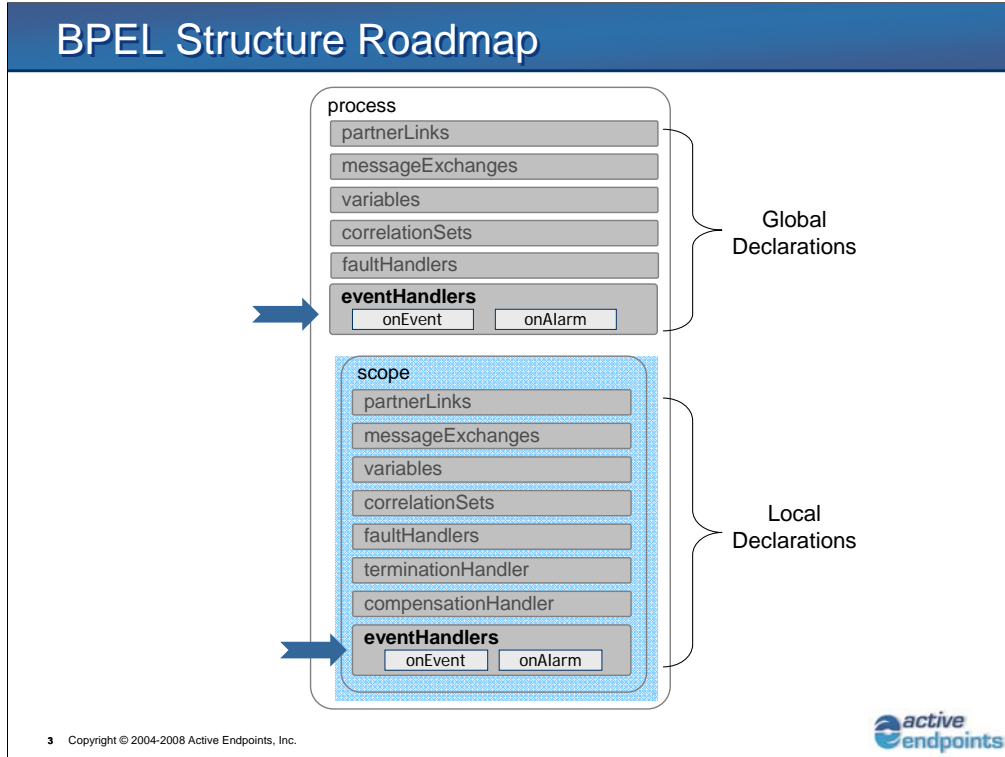 BPEL Structure Roadmap
process
partnerLinks
messageExchanges
variables
correlationSets
faultHandlers
eventHandlers
onEvent onAlarm
Global
Declarations
scope
partnerLinks
messageExchanges
variables
correlationSets
faultHandlers
terminationHandler
compensationHandler
eventHandlers
onEvent onAlarm
Local
Declarations
3 Copyright © 2004-2008 Active Endpoints, Inc.
active
endpoints